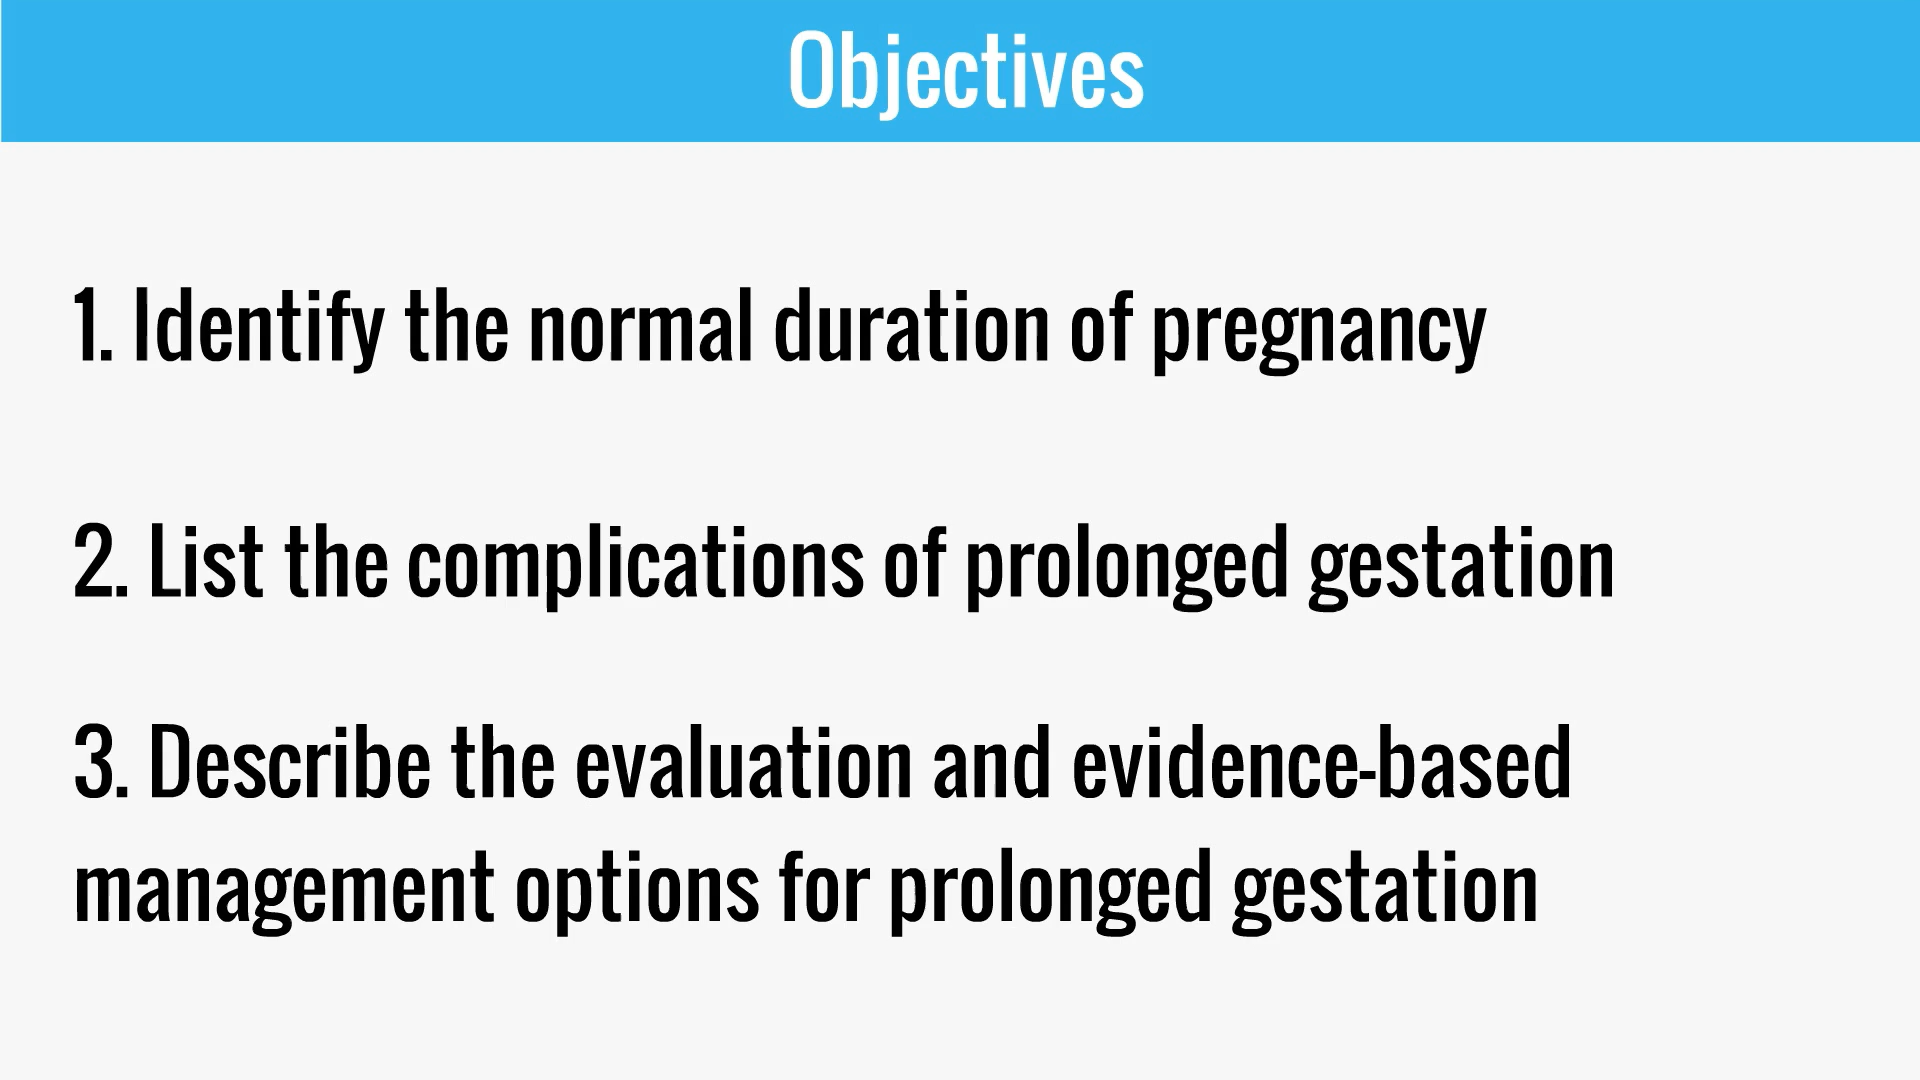 Objectives
1. Identify the normal duration of pregnancy
2. List the complications of prolonged gestation
3. Describe the evaluation and evidence-based
management options for prolonged gestation